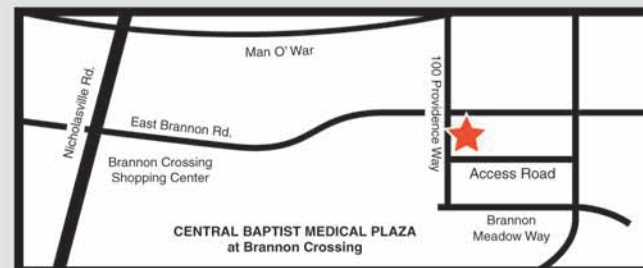 Man O' War
Nicholasville Rd.
100 Providence Way
East Brannon Rd.
Brannon Crossing
Shopping Center
Access Road
Brannon
Meadow Way
CENTRAL BAPTIST MEDICAL PLAZA
at Brannon Crossing